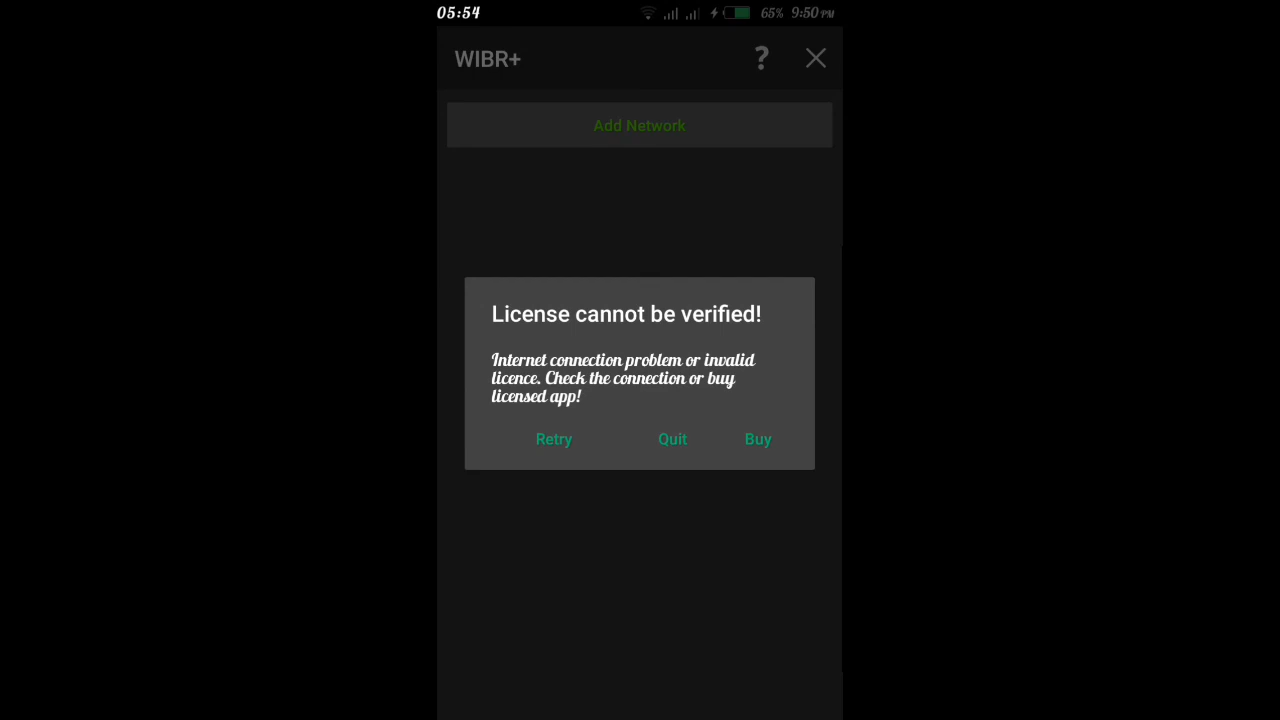 05:54 65% 9:50 PM
WIBR+ ?
Add Network
License cannot be verified!
Internet connection problem or invalid
licence. Check the connection or buy
licensed app!
Retry Quit Buy